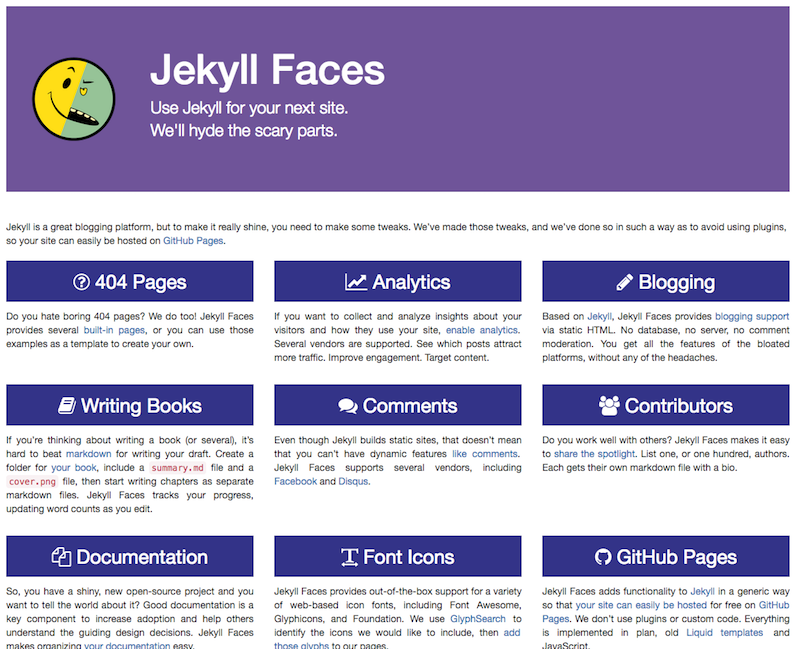 Jekyll Faces
Use Jekyll for your next site.
We'll hyde the scary parts.
Jekyll is a great blogging platform, but to make it really shine, you need to make some tweaks. We've made those tweaks, and we've done so in such a way as to avoid using plugins,
so your site can easily be hosted on GitHub Pages.
404 Pages
Do you hate boring 404 pages? We do too! Jekyll Faces
provides several built-in pages, or you can use those
examples as a template to create your own.
Analytics
If you want to collect and analyze insights about your
visitors and how they use your site, enable analytics.
Several vendors are supported. See which posts attract
more traffic. Improve engagement. Target content.
Blogging
Based on Jekyll, Jekyll Faces provides blogging support
via static HTML. No database, no server, no comment
moderation. You get all the features of the bloated
platforms, without any of the headaches.
Writing Books
If you're thinking about writing a book (or several), it's
hard to beat markdown for writing your draft. Create a
folder for your book, include a summary.md file and a
cover.png file, then start writing chapters as separate
markdown files. Jekyll Faces tracks your progress,
updating word counts as you edit.
Comments
Even though Jekyll builds static sites, that doesn't mean
that you can't have dynamic features like comments.
Jekyll Faces supports several vendors, including
Facebook and Disqus.
Contributors
Do you work well with others? Jekyll Faces makes it easy
to share the spotlight. List one, or one hundred, authors.
Each gets their own markdown file with a bio.
Documentation
So, you have a shiny, new open-source project and you
want to tell the world about it? Good documentation is a
key component to increase adoption and help others
understand the guiding design decisions. Jekyll Faces
makes organizing your documentation easy.
Font Icons
Jekyll Faces provides out-of-the-box support for a variety
of web-based icon fonts, including Font Awesome,
Glyphicons, and Foundation. We use GlyphSearch to
identify the icons we would like to include, then add
those glyphs to our pages.
GitHub Pages
Jekyll Faces adds functionality to Jekyll in a generic way
so that your site can easily be hosted for free on GitHub
Pages. We don't use plugins or custom code. Everything
is implemented in plan, old Liquid templates and
JavaScript.